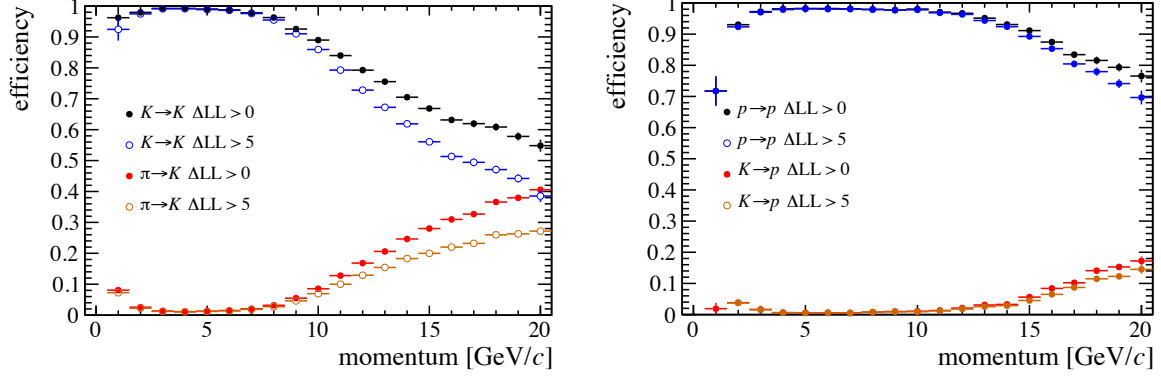 efficiency
1
0.9
0.8
0.7
0.6
0.5
0.4
0.3
0.2
0.1
0
K→K ΔLL > 0
K→K ΔLL > 5
π→K ΔLL > 0
π→K ΔLL > 5
0 5 10 15 20
momentum [GeV/c]
efficiency
1
0.9
0.8
0.7
0.6
0.5
0.4
0.3
0.2
0.1
0
p→p ΔLL > 0
p→p ΔLL > 5
K→p ΔLL > 0
K→p ΔLL > 5
0 5 10 15 20
momentum [GeV/c]